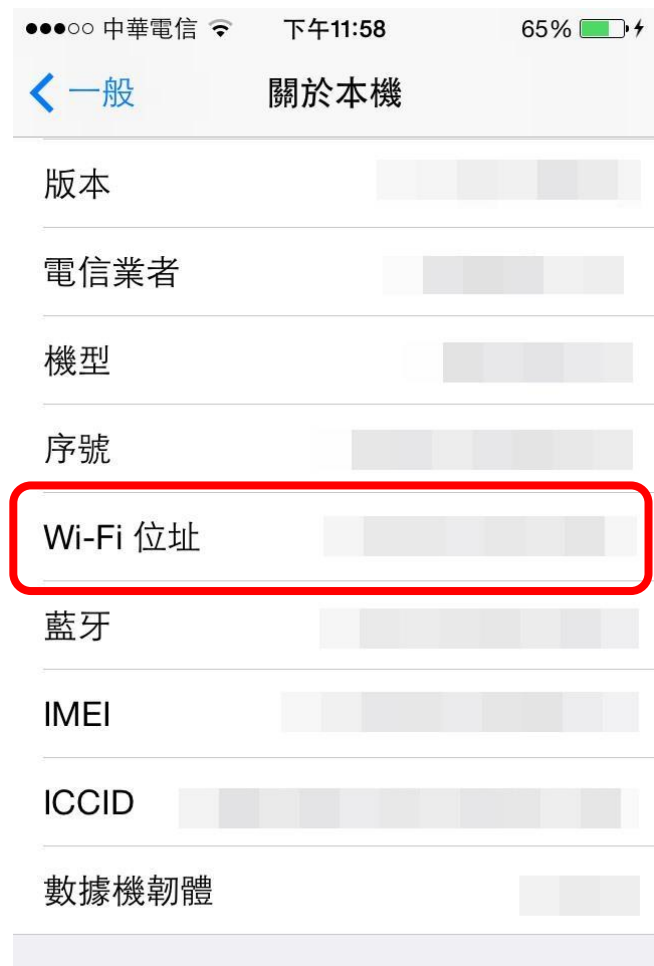 中華電信 下午11:58 65%
一般 關於本機
版本
電信業者
機型
序號
Wi-Fi 位址
藍牙
IMEI
ICCID
數據機韌體